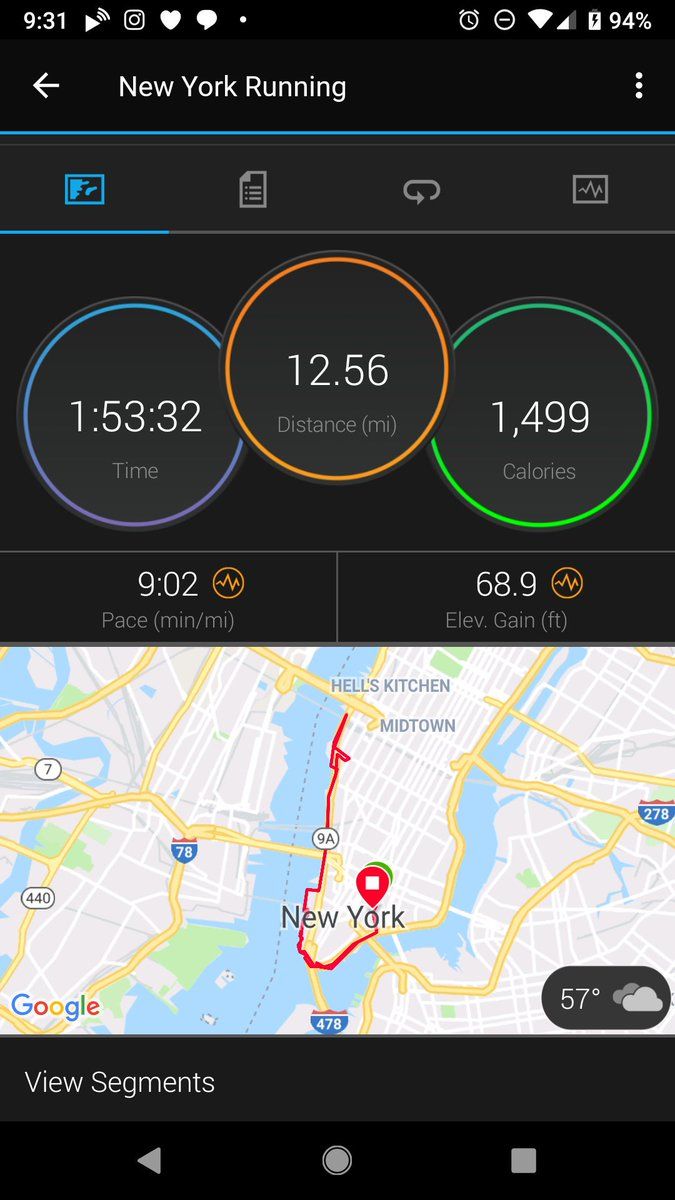 9:31
94%
New York Running
12.56
Distance (mi)
1:53:32
Time
1,499
Calories
9:02
Pace (min/mi)
68.9
Elev. Gain (ft)
HELL'S KITCHEN
MIDTOWN
7
278
9A
78
440
New York
57°
Google
478
View Segments